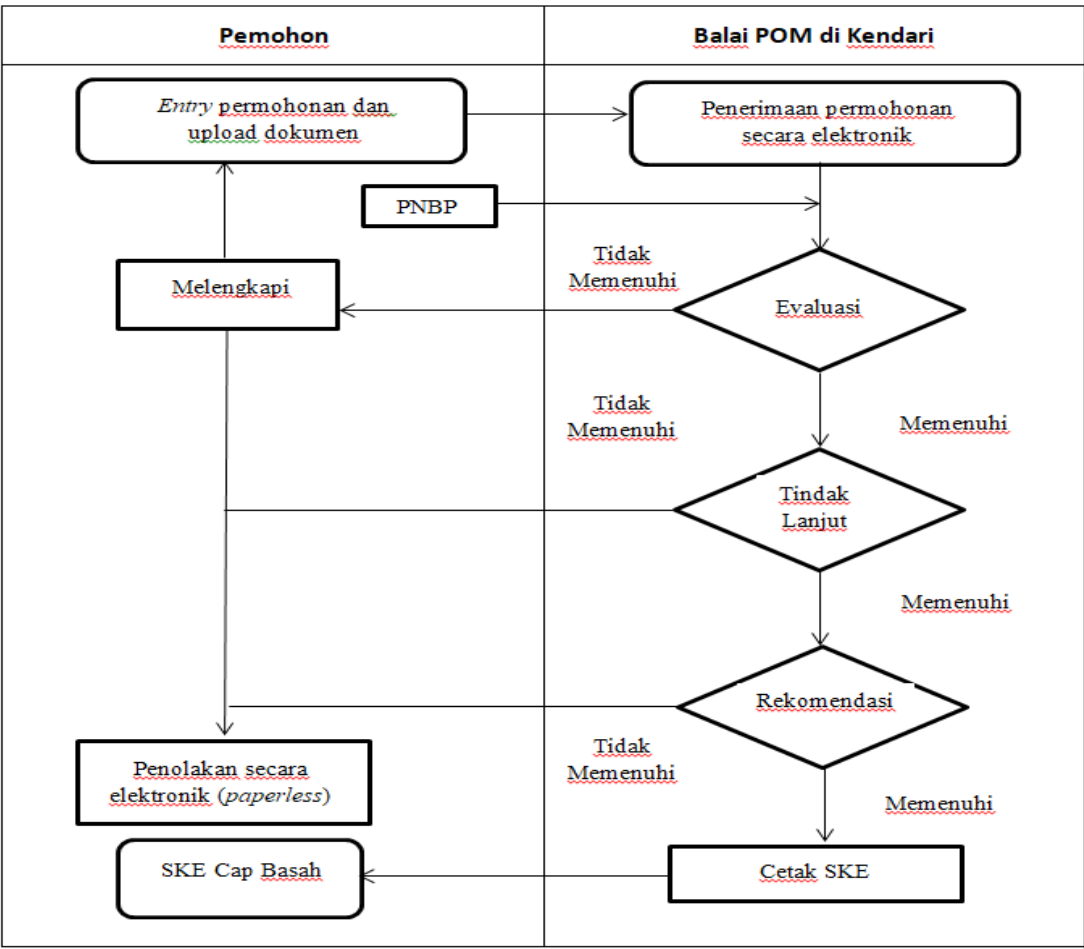 Pemohon
Balai POM di Kendari
Entry permohonan dan
upload dokumen
Penerimaan permohonan
secara elektronik
PNBP
Tidak
Memenuhi
Melengkapi
Evaluasi
Tidak
Memenuhi
Memenuhi
Tindak
Lanjut
Memenuhi
Rekomendasi
Tidak
Memenuhi
Penolakan secara
elektronik (paperless)
Memenuhi
SKE Cap Basah
Cetak SKE